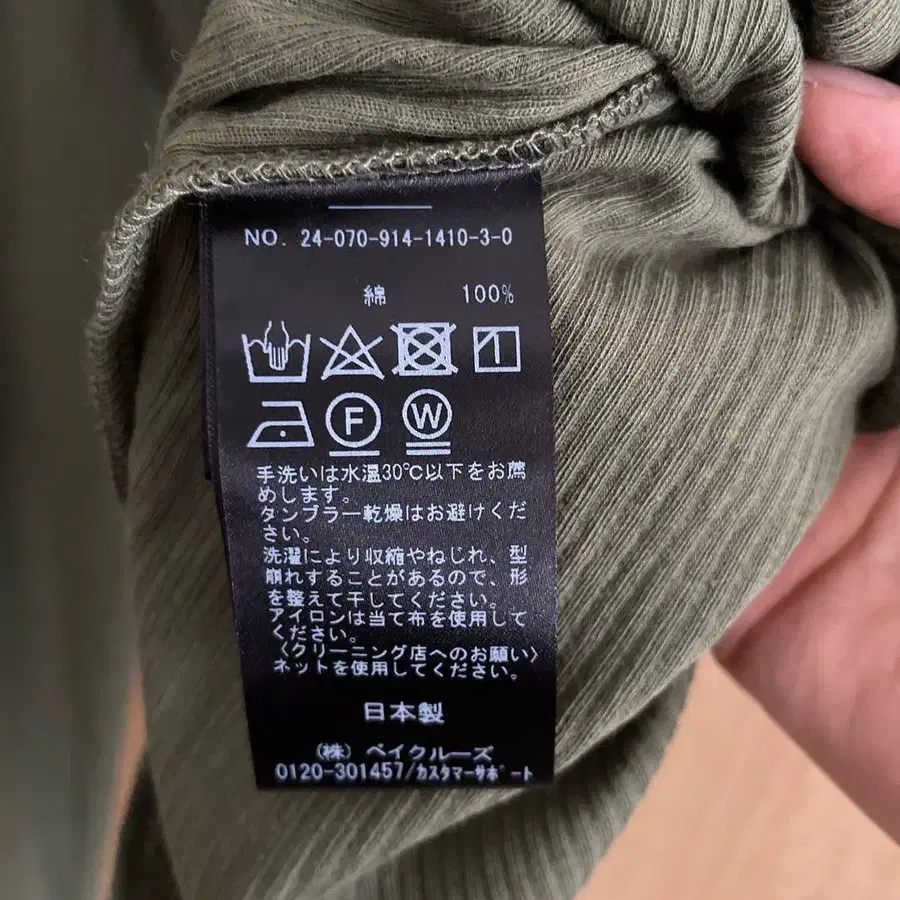 NO. 24-070-914-1410-3-0
綿 100%
F W
手洗いは水温30℃以下をお薦
めします。
タンブラー乾燥はお避けくだ
さい。
洗濯により収縮やねじれ、型
崩れすることがあるので、形
を整えて干してください。
アイロンは当て布を使用して
ください。
〈クリーニング店へのお願い〉
ネットを使用してください。
日本製
(株) ベイクルーズ
0120-301457/カスタマーサポート